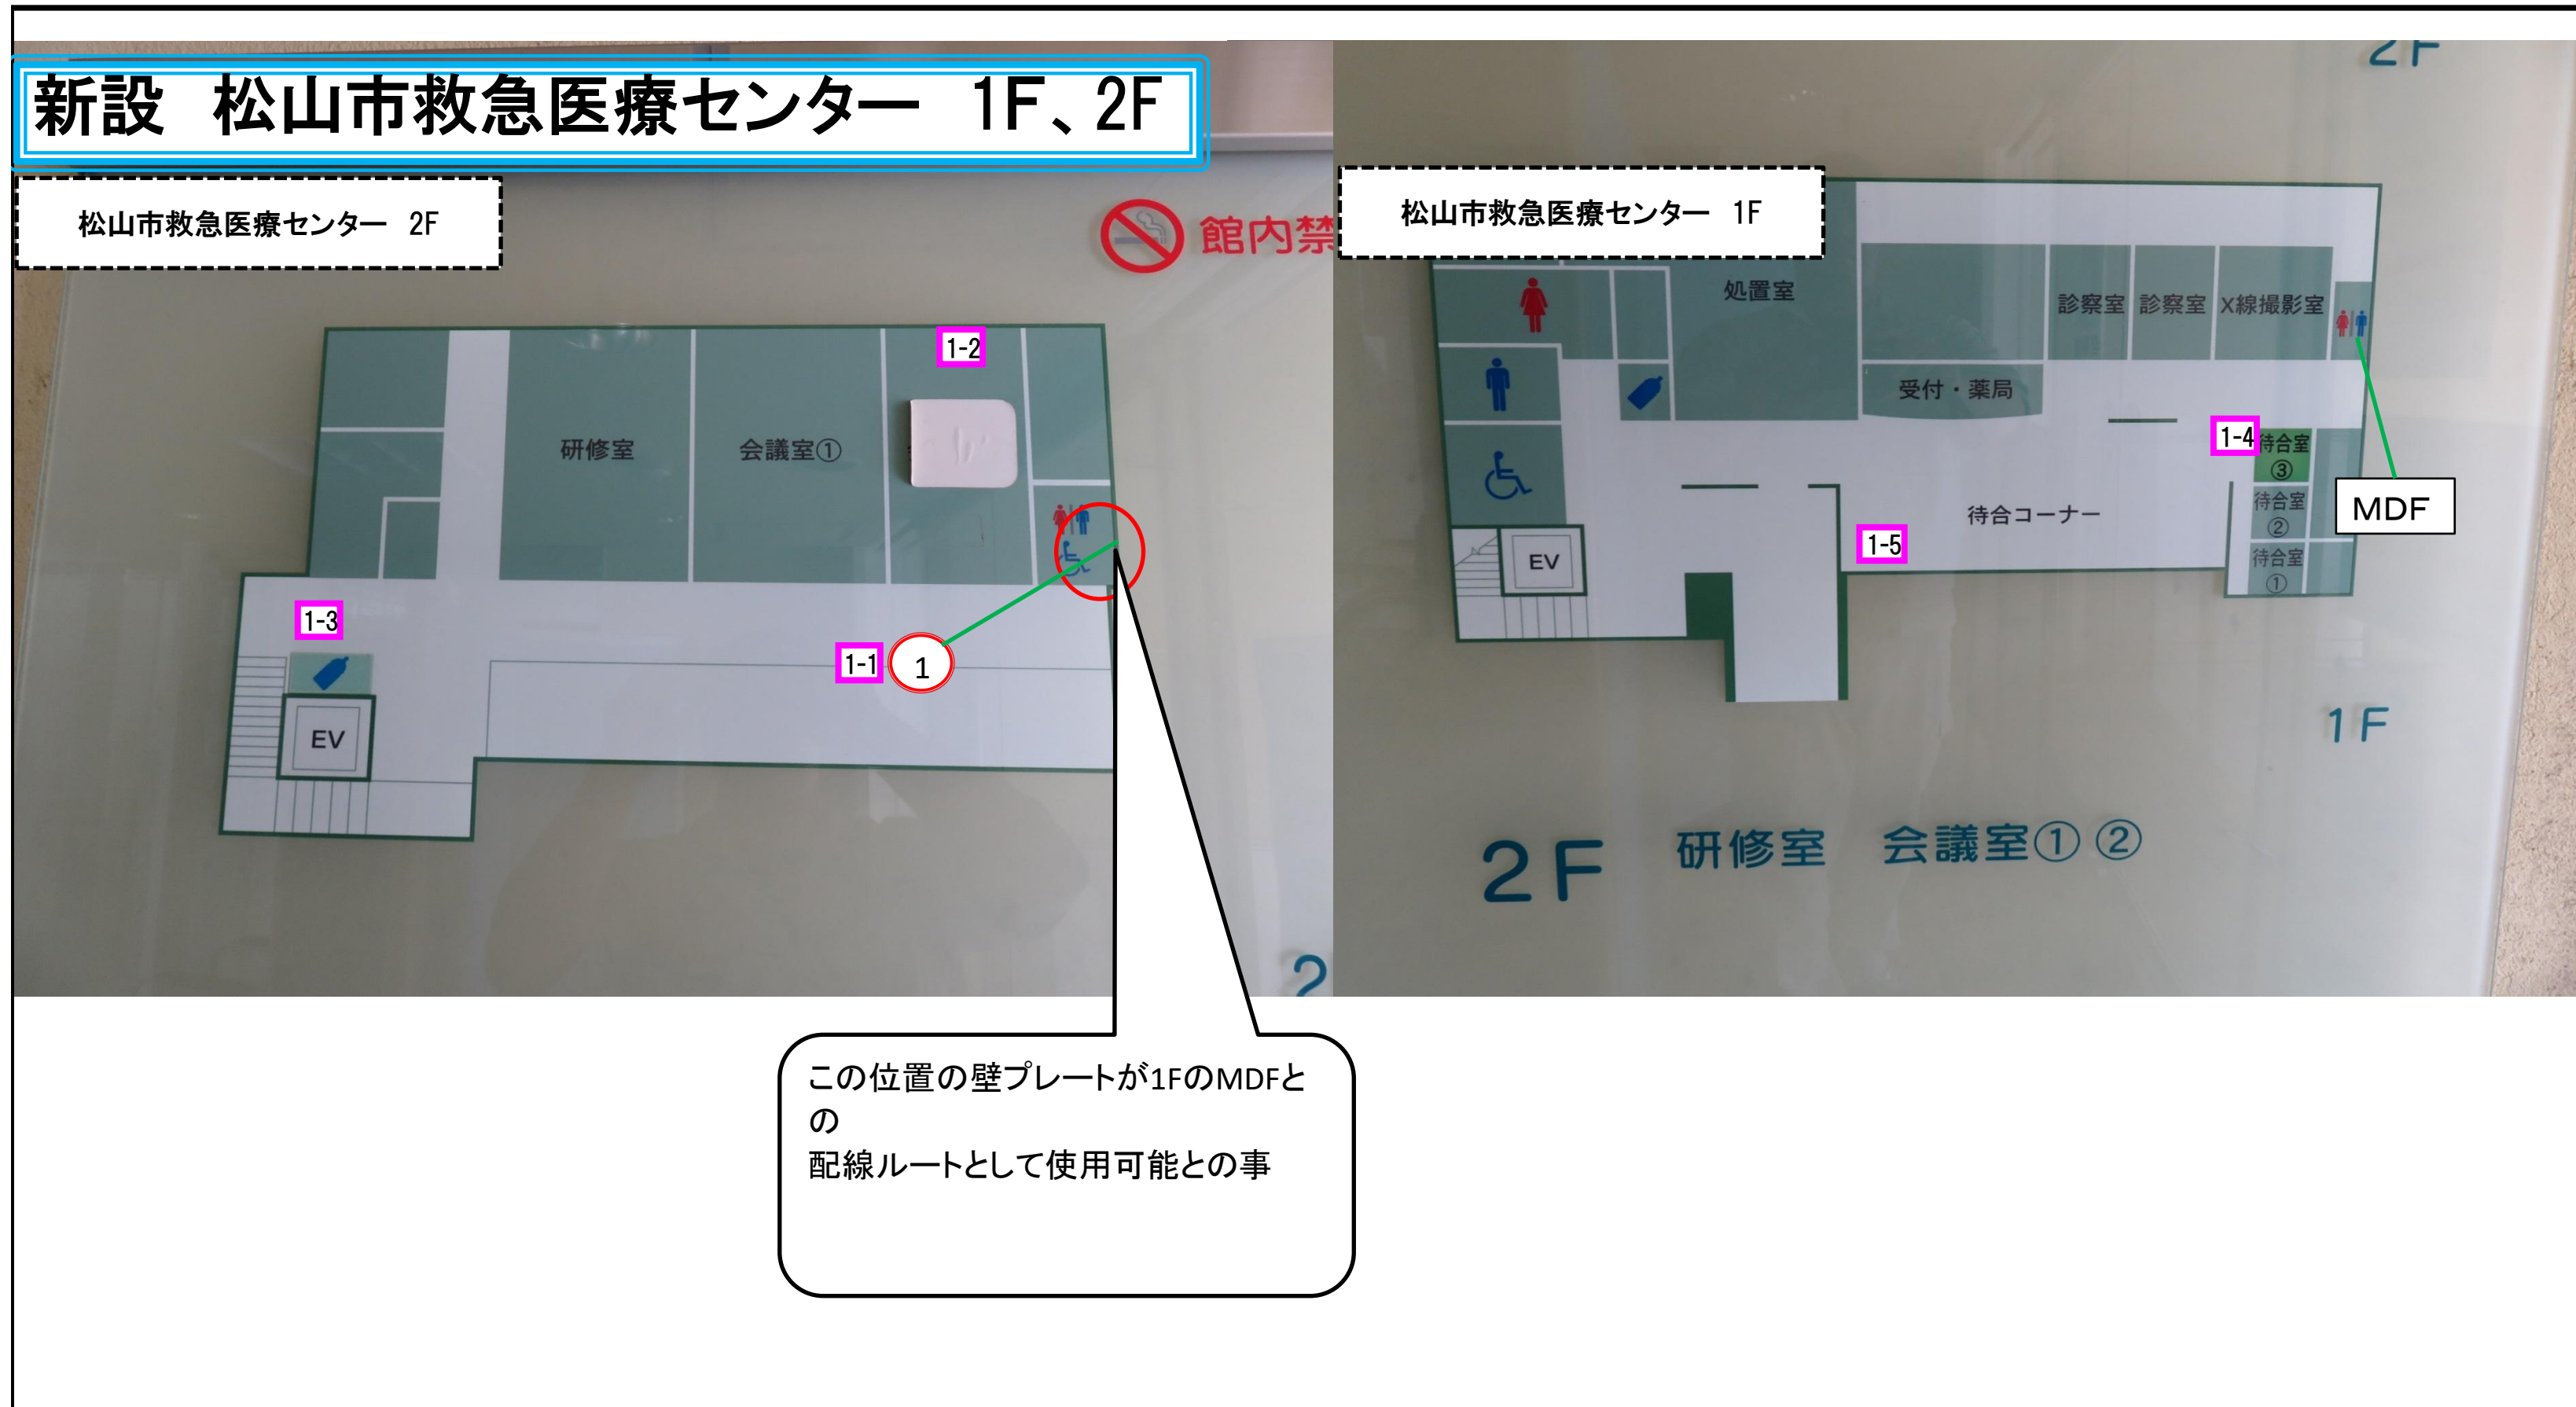 新設　松山市救急医療センター　1F、2F
松山市救急医療センター　2F
館内禁
1-2
研修室
会議室①
1-3
1-1
1
EV
2
この位置の壁プレートが1FのMDFと
の
配線ルートとして使用可能との事
2F
松山市救急医療センター　1F
処置室
診察室
診察室
X線撮影室
受付・薬局
1-4
待合室
③
待合室
②
待合室
①
MDF
待合コーナー
1-5
EV
1F
2F　研修室　会議室①②